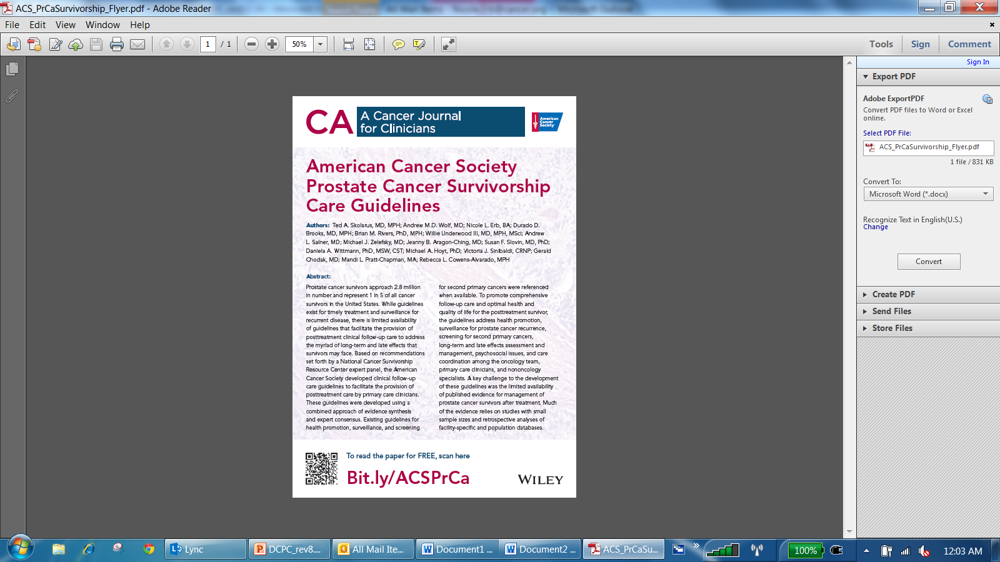 ACS_PrCaSurvivorship_Flyer.pdf - Adobe Reader
File Edit View Window Help
1 / 1 50% Tools Sign Comment
Sign In
Export PDF
Adobe ExportPDF
Convert PDF files to Word or Excel
online.
Select PDF File:
ACS_PrCaSurvivorship_Flyer.pdf
1 file / 831 KB
Convert To:
Microsoft Word (*.docx)
Recognize Text in English(U.S.)
Change
Convert
Create PDF
Send Files
Store Files
CA A Cancer Journal
for Clinicians
American
Cancer
Society
American Cancer Society
Prostate Cancer Survivorship
Care Guidelines
Authors: Ted A. Skolarus, MD, MPH; Andrew M.D. Wolf, MD; Nicole L. Erb, BA; Durado D.
Brooks, MD, MPH; Brian M. Rivers, PhD, MPH; Willie Underwood III, MD, MPH, MSci; Andrew
L. Salner, MD; Michael J. Zelefsky, MD; Jeanny B. Aragon-Ching, MD; Susan F. Slovin, MD, PhD;
Daniela A. Wittmann, PhD, MSW, CST; Michael A. Hoyt, PhD; Victoria J. Sinibaldi, CRNP; Gerald
Chodak, MD; Mandi L. Pratt-Chapman, MA; Rebecca L. Cowens-Alvarado, MPH
Abstract:
Prostate cancer survivors approach 2.8 million
in number and represent 1 in 5 of all cancer
survivors in the United States. While guidelines
exist for timely treatment and surveillance for
recurrent disease, there is limited availability
of guidelines that facilitate the provision of
posttreatment clinical follow-up care to address
the myriad of long-term and late effects that
survivors may face. Based on recommendations
set forth by a National Cancer Survivorship
Resource Center expert panel, the American
Cancer Society developed clinical follow-up
care guidelines to facilitate the provision of
posttreatment care by primary care clinicians.
These guidelines were developed using a
combined approach of evidence synthesis
and expert consensus. Existing guidelines for
health promotion, surveillance, and screening
for second primary cancers were referenced
when available. To promote comprehensive
follow-up care and optimal health and
quality of life for the posttreatment survivor,
the guidelines address health promotion,
surveillance for prostate cancer recurrence,
screening for second primary cancers,
long-term and late effects assessment and
management, psychosocial issues, and care
coordination among the oncology team,
primary care clinicians, and nononcology
specialists. A key challenge to the development
of these guidelines was the limited availability
of published evidence for management of
prostate cancer survivors after treatment. Much
of the evidence relies on studies with small
sample sizes and retrospective analyses of
facility-specific and population databases.
To read the paper for FREE, scan here
Bit.ly/ACSPrCa
WILEY
Lync DCPC_rev8.... All Mail Ite... Document1 ... Document2 ... ACS_PrCaSu... 100% 12:03 AM